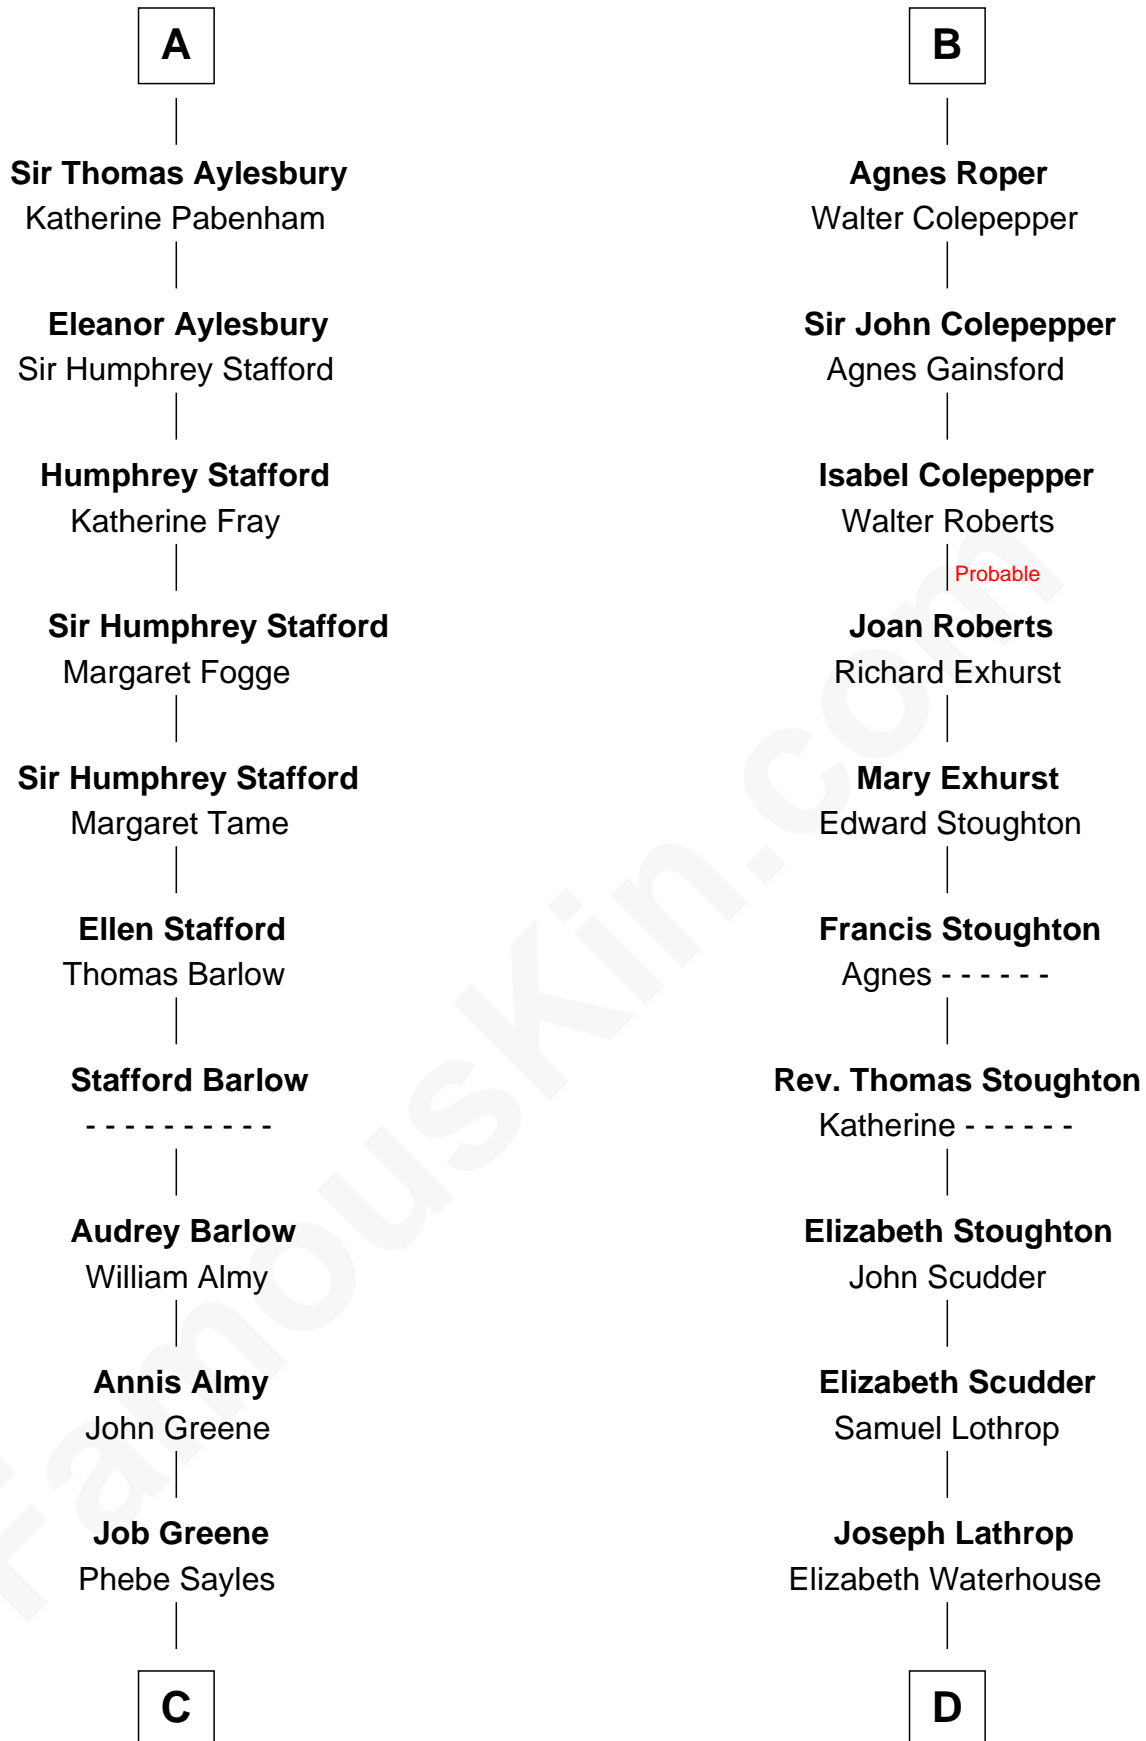 A
Sir Thomas Aylesbury
Katherine Pabenham
Eleanor Aylesbury
Sir Humphrey Stafford
Humphrey Stafford
Katherine Fray
Sir Humphrey Stafford
Margaret Fogge
Sir Humphrey Stafford
Margaret Tame
Ellen Stafford
Thomas Barlow
Stafford Barlow
- - - - - - - - - -
Audrey Barlow
William Almy
Annis Almy
John Greene
Job Greene
Phebe Sayles
C
B
Agnes Roper
Walter Colepepper
Sir John Colepepper
Agnes Gainsford
Isabel Colepepper
Walter Roberts
Probable
Joan Roberts
Richard Exhurst
Mary Exhurst
Edward Stoughton
Francis Stoughton
Agnes - - - - - -
Rev. Thomas Stoughton
Katherine - - - - - -
Elizabeth Stoughton
John Scudder
Elizabeth Scudder
Samuel Lothrop
Joseph Lathrop
Elizabeth Waterhouse
D
FamousKin.com